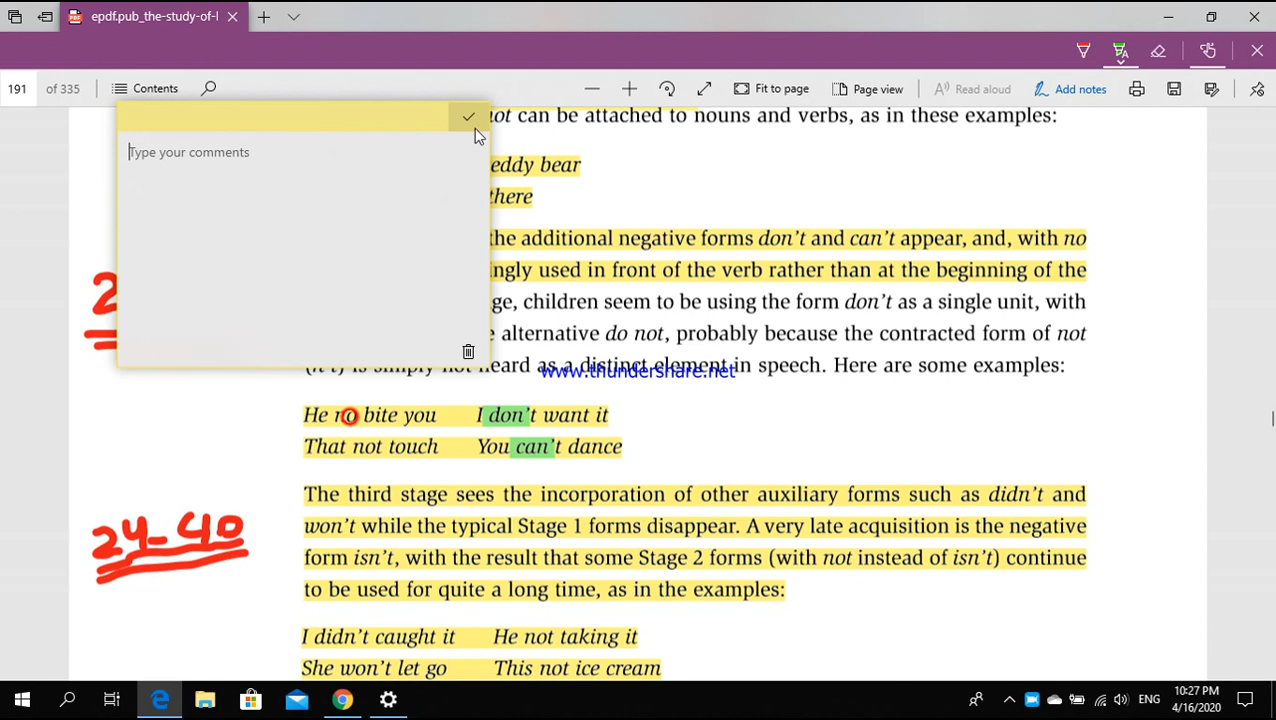 epdf.pub_the-study-of-l
191 of 335 Contents Fit to page Page view Read aloud Add notes
not can be attached to nouns and verbs, as in these examples:
Type your comments
eddy bear
there
the additional negative forms don't and can't appear, and, with no
ingly used in front of the verb rather than at the beginning of the
ge, children seem to be using the form don't as a single unit, with
e alternative do not, probably because the contracted form of not
(n't) is simply not heard as a distinct element in speech. Here are some examples:
www.thundershare.net
He no bite you I don't want it
That not touch You can't dance
The third stage sees the incorporation of other auxiliary forms such as didn't and
24-40
won't while the typical Stage 1 forms disappear. A very late acquisition is the negative
form isn't, with the result that some Stage 2 forms (with not instead of isn't) continue
to be used for quite a long time, as in the examples:
I didn't caught it He not taking it
She won't let go This not ice cream
ENG
10:27 PM
4/16/2020